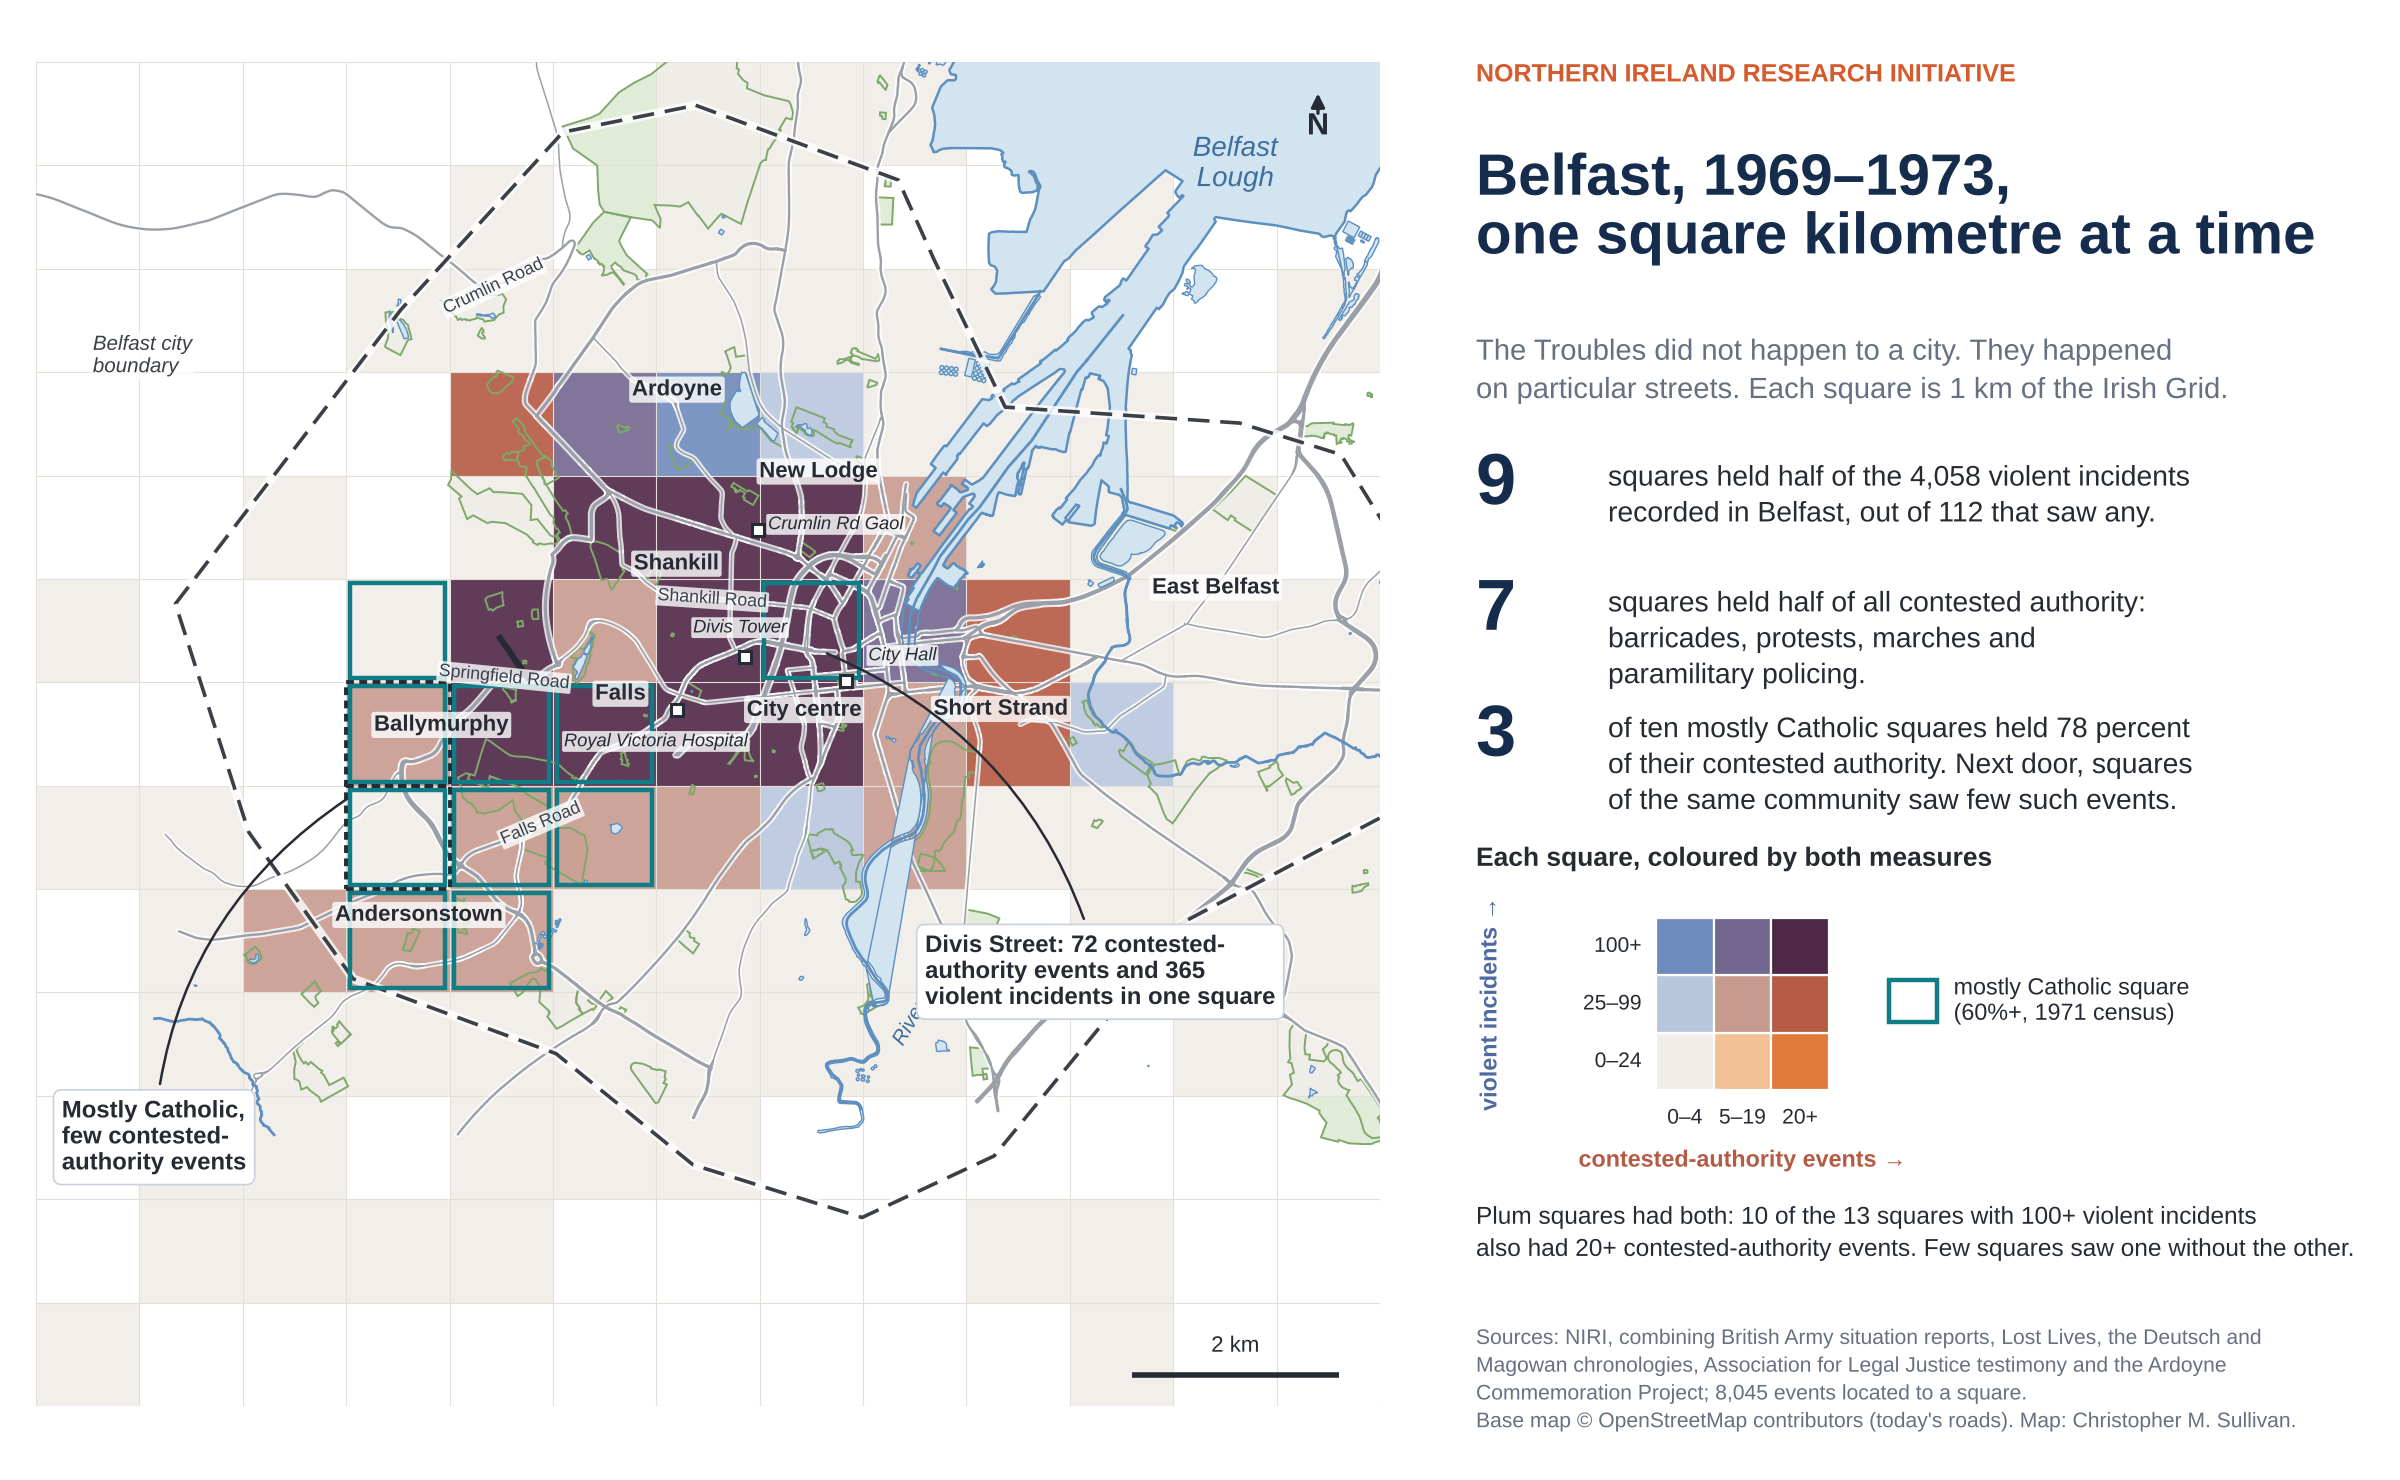 NORTHERN IRELAND RESEARCH INITIATIVE
Belfast, 1969–1973,
one square kilometre at a time
The Troubles did not happen to a city. They happened
on particular streets. Each square is 1 km of the Irish Grid.
9
squares held half of the 4,058 violent incidents
recorded in Belfast, out of 112 that saw any.
7
squares held half of all contested authority:
barricades, protests, marches and
paramilitary policing.
3
of ten mostly Catholic squares held 78 percent
of their contested authority. Next door, squares
of the same community saw few such events.
Each square, coloured by both measures
violent incidents →
100+
25–99
0–24
0–4 5–19 20+
contested-authority events →
mostly Catholic square
(60%+, 1971 census)
Plum squares had both: 10 of the 13 squares with 100+ violent incidents
also had 20+ contested-authority events. Few squares saw one without the other.
Sources: NIRI, combining British Army situation reports, Lost Lives, the Deutsch and
Magowan chronologies, Association for Legal Justice testimony and the Ardoyne
Commemoration Project; 8,045 events located to a square.
Base map © OpenStreetMap contributors (today's roads). Map: Christopher M. Sullivan.
N
Belfast
Lough
Crumlin Road
Belfast city
boundary
Ardoyne
New Lodge
Crumlin Rd Gaol
Shankill
East Belfast
Shankill Road
Divis Tower
City Hall
Springfield Road
Falls
City centre
Short Strand
Ballymurphy
Royal Victoria Hospital
Falls Road
Andersonstown
Divis Street: 72 contested-
authority events and 365
violent incidents in one square
Mostly Catholic,
few contested-
authority events
2 km